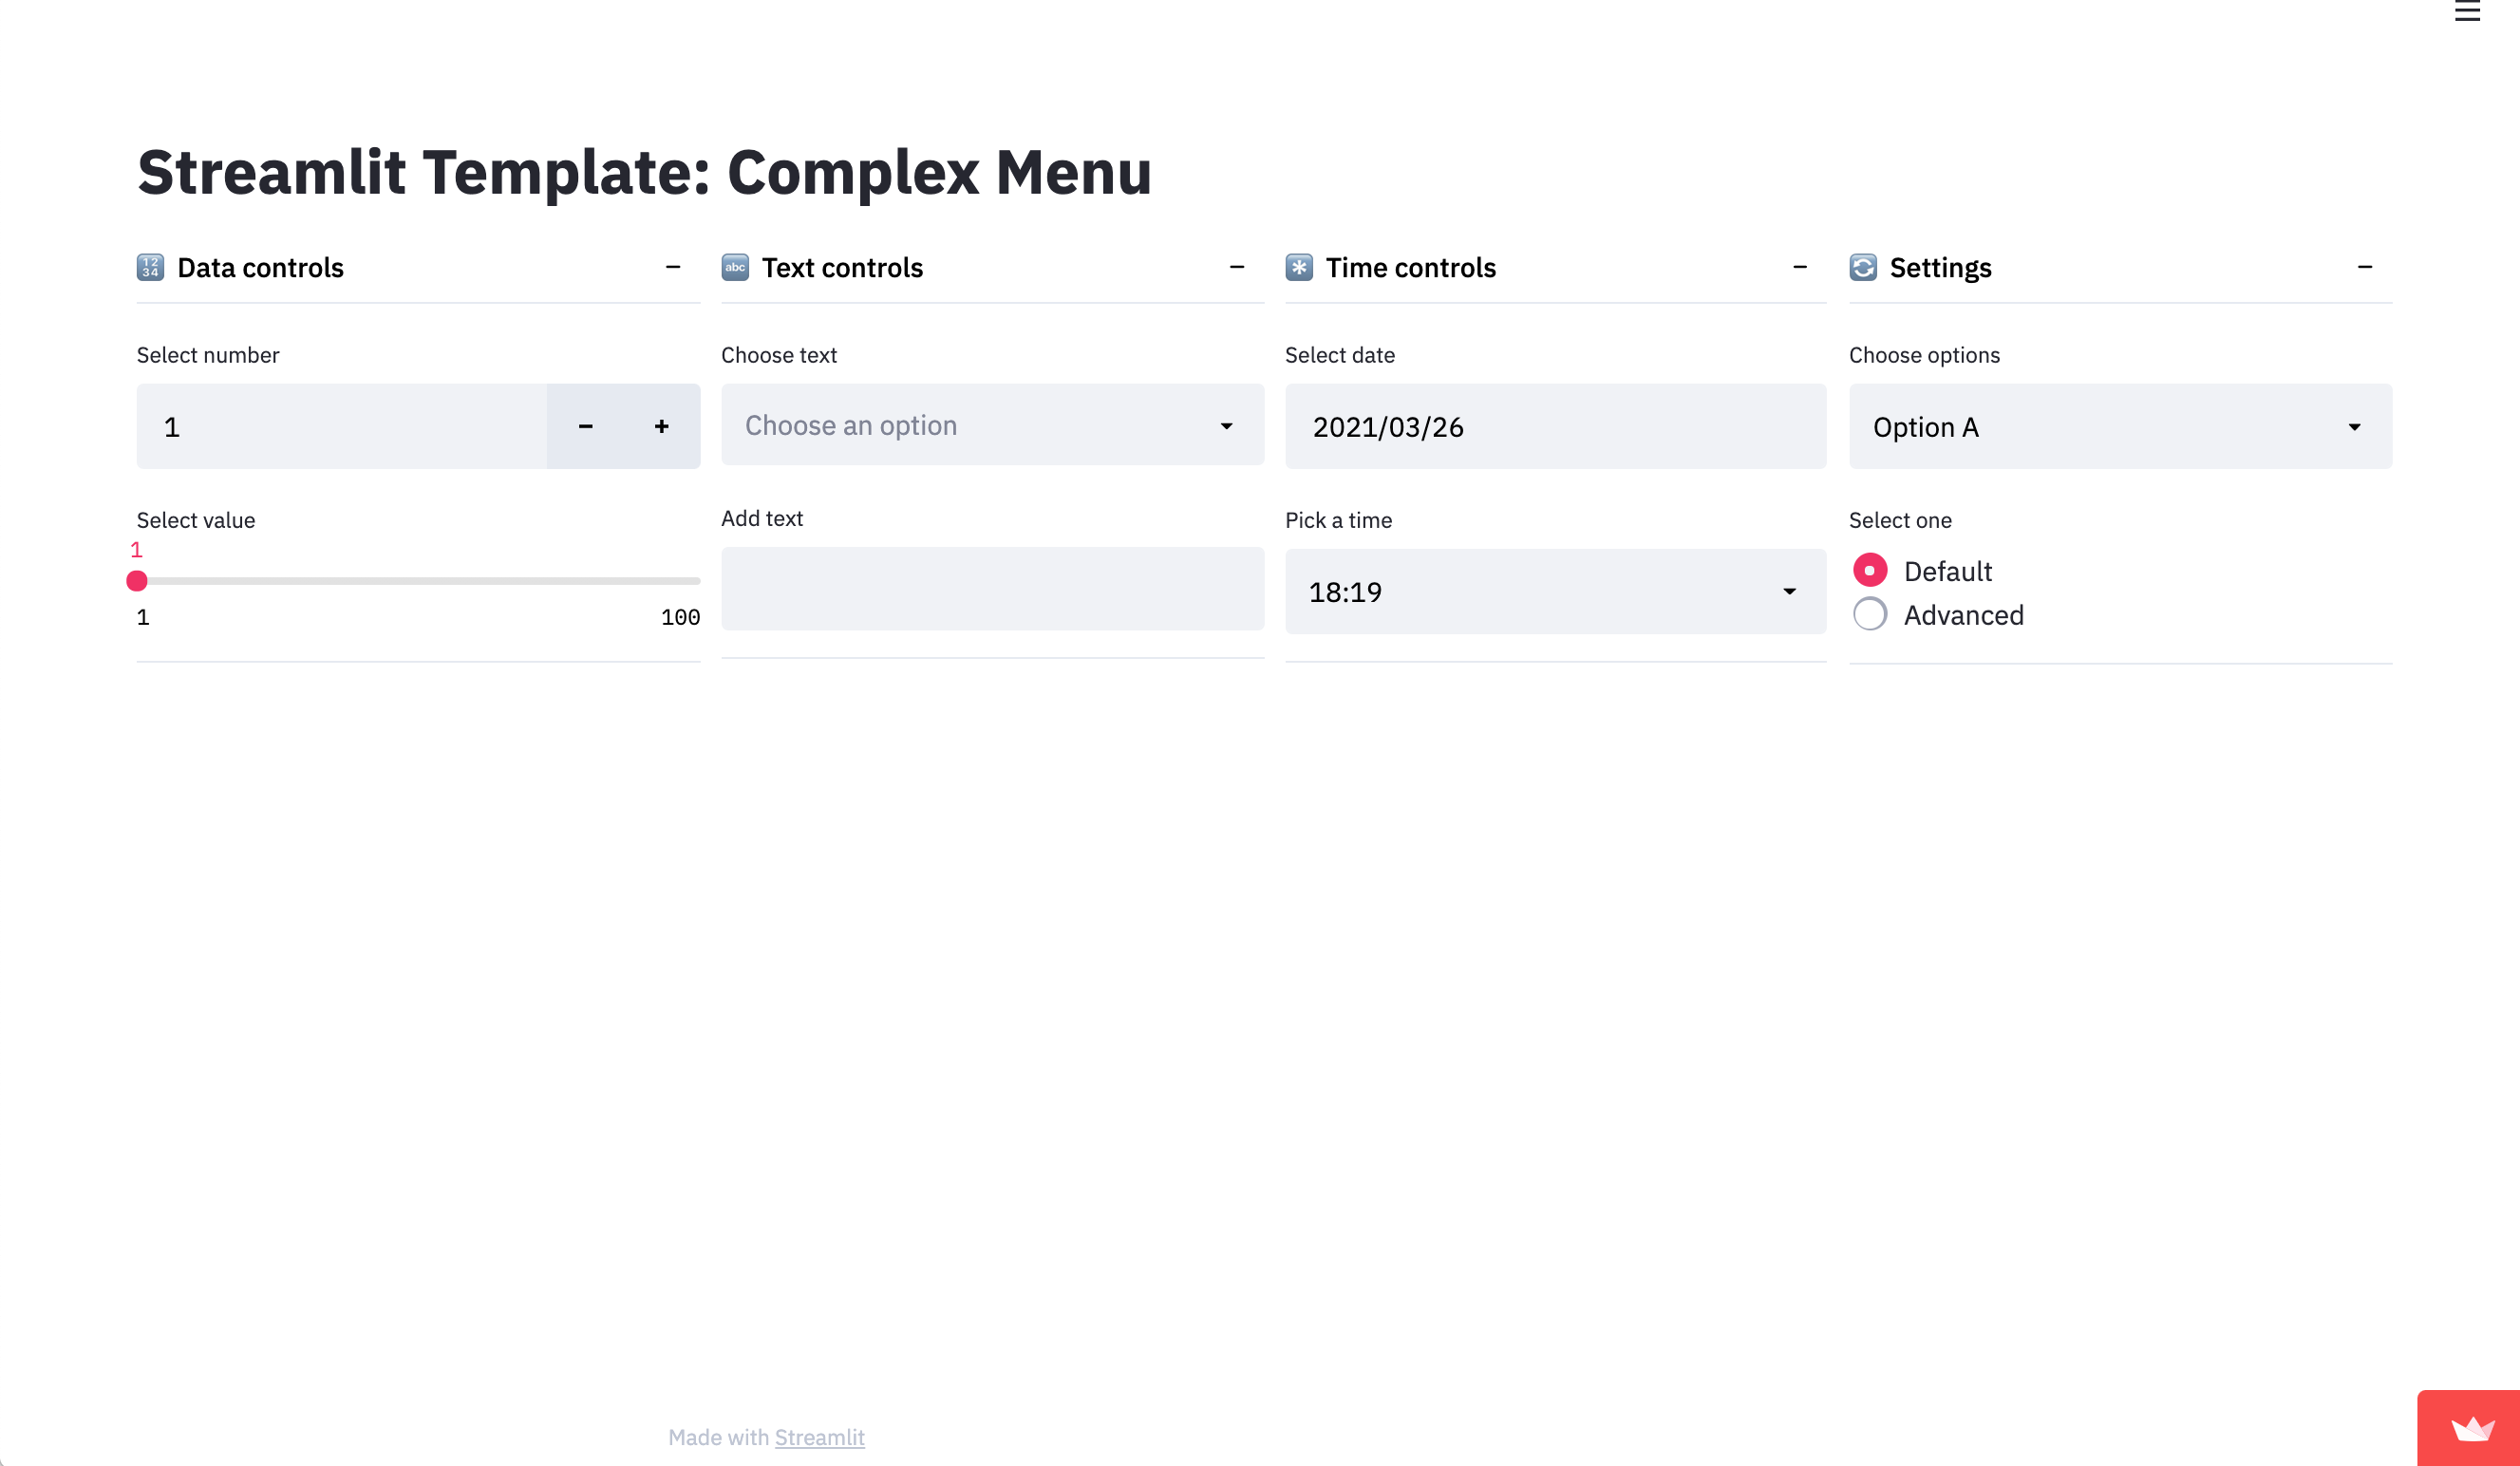 Streamlit Template: Complex Menu
1234 Data controls
Select number
1
Select value
1
1 100
abc Text controls
Choose text
Choose an option
Add text
Time controls
Select date
2021/03/26
Pick a time
18:19
Settings
Choose options
Option A
Select one
Default
Advanced
Made with Streamlit